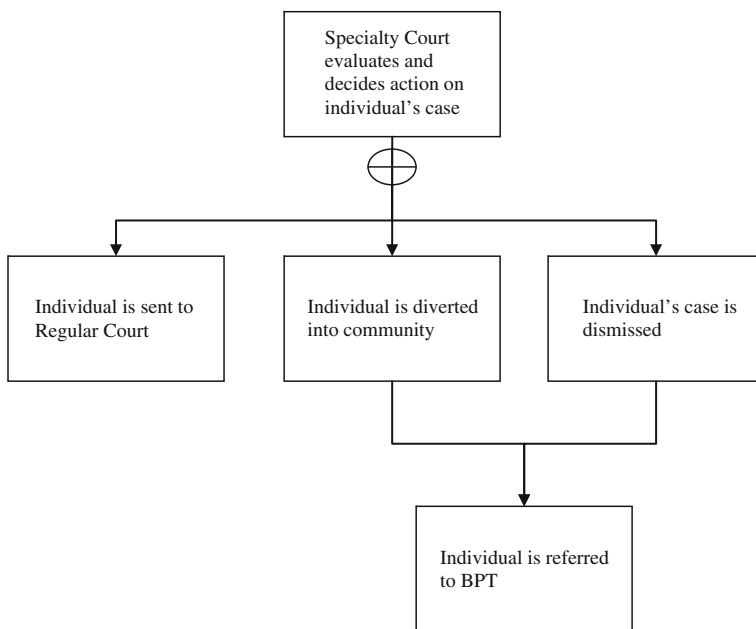 Specialty Court
evaluates and
decides action on
individual’s case
Individual is sent to
Regular Court
Individual is diverted
into community
Individual’s case is
dismissed
Individual is referred
to BPT